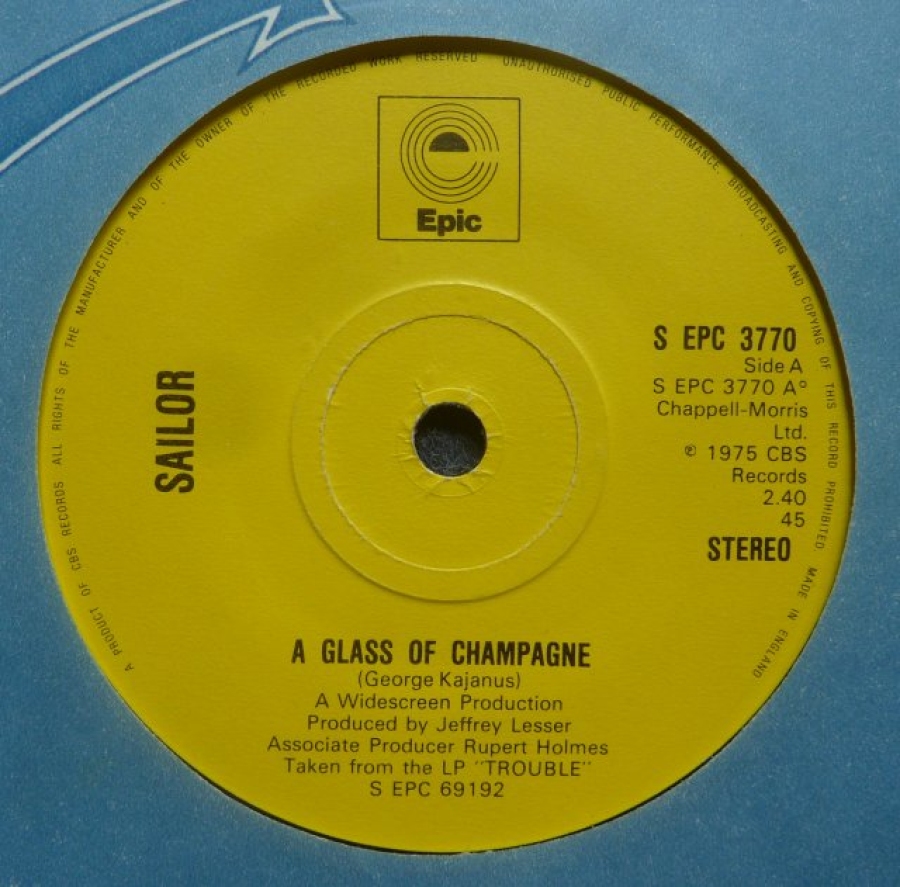 A PRODUCT OF CBS RECORDS ALL RIGHTS OF THE MANUFACTURER AND OF THE OWNER OF THE RECORDED WORK RESERVED UNAUTHORISED PUBLIC PERFORMANCE, BROADCASTING AND COPYING OF THIS RECORD PROHIBITED. MADE IN ENGLAND
Epic
SAILOR
S EPC 3770
Side A
S EPC 3770 A°
Chappell-Morris
Ltd.
℗ 1975 CBS
Records
2.40
45
STEREO
A GLASS OF CHAMPAGNE
(George Kajanus)
A Widescreen Production
Produced by Jeffrey Lesser
Associate Producer Rupert Holmes
Taken from the LP "TROUBLE"
S EPC 69192